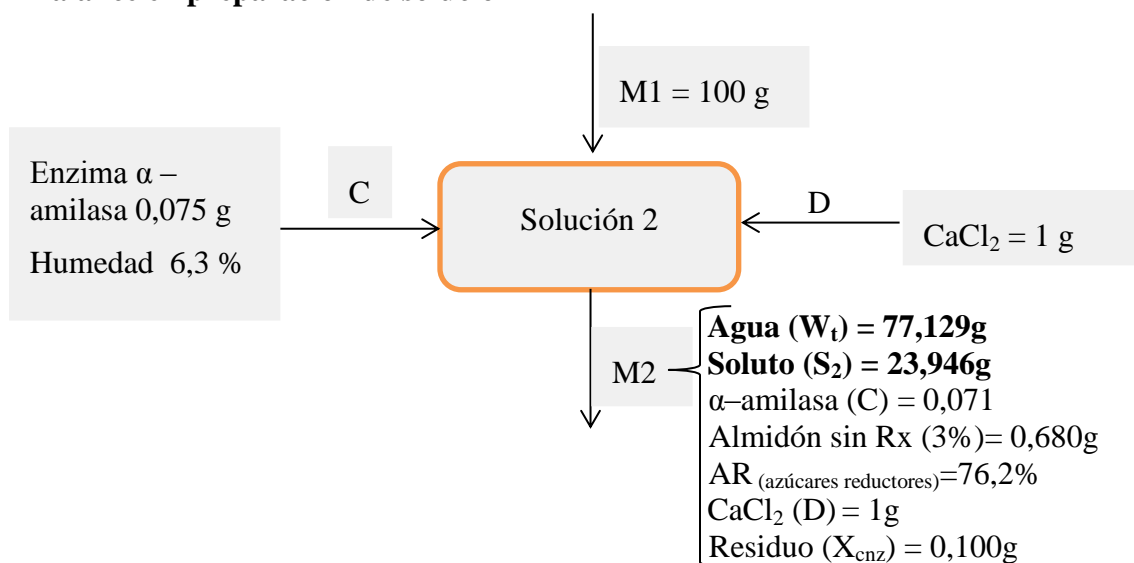 M1 = 100 g
Enzima α –
amilasa 0,075 g
Humedad 6,3 %
C
Solución 2
D
CaCl₂ = 1 g
M2
Agua (Wₜ) = 77,129g
Soluto (S₂) = 23,946g
α–amilasa (C) = 0,071
Almidón sin Rx (3%)= 0,680g
AR (azúcares reductores)=76,2%
CaCl₂ (D) = 1g
Residuo (Xcnz) = 0,100g